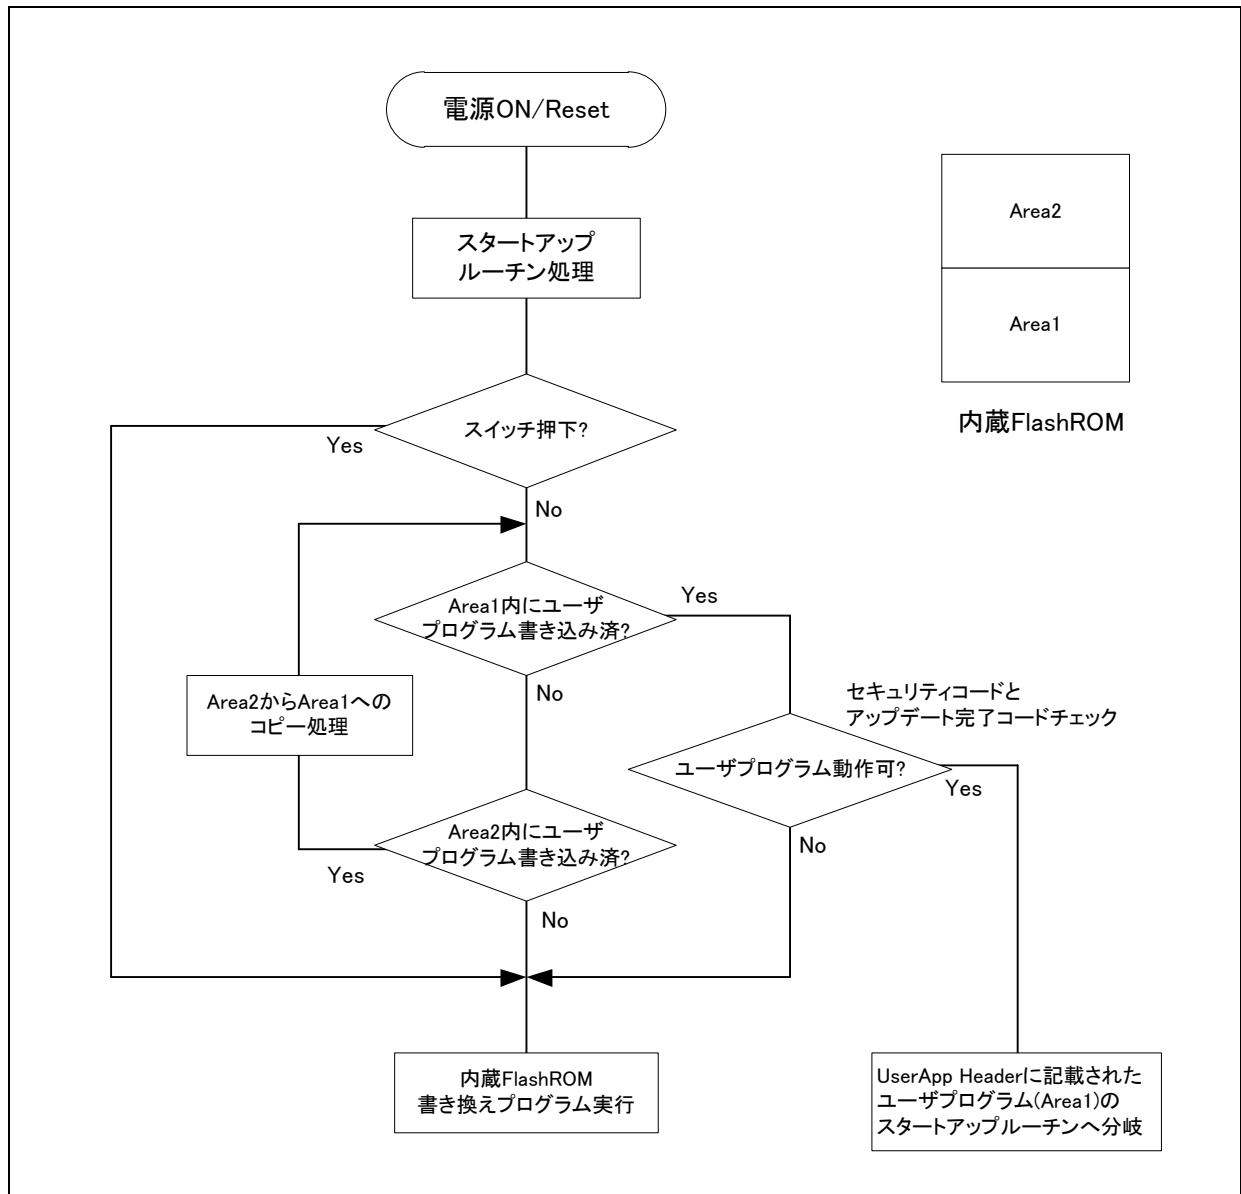 電源ON/Reset
スタートアップ
ルーチン処理
Area2
Area1
内蔵FlashROM
スイッチ押下?
Yes
No
Area1内にユーザ
プログラム書き込み済?
Yes
No
Area2からArea1への
コピー処理
セキュリティコードと
アップデート完了コードチェック
ユーザプログラム動作可?
Yes
No
Area2内にユーザ
プログラム書き込み済?
Yes
No
内蔵FlashROM
書き換えプログラム実行
UserApp Headerに記載された
ユーザプログラム(Area1)の
スタートアップルーチンへ分岐